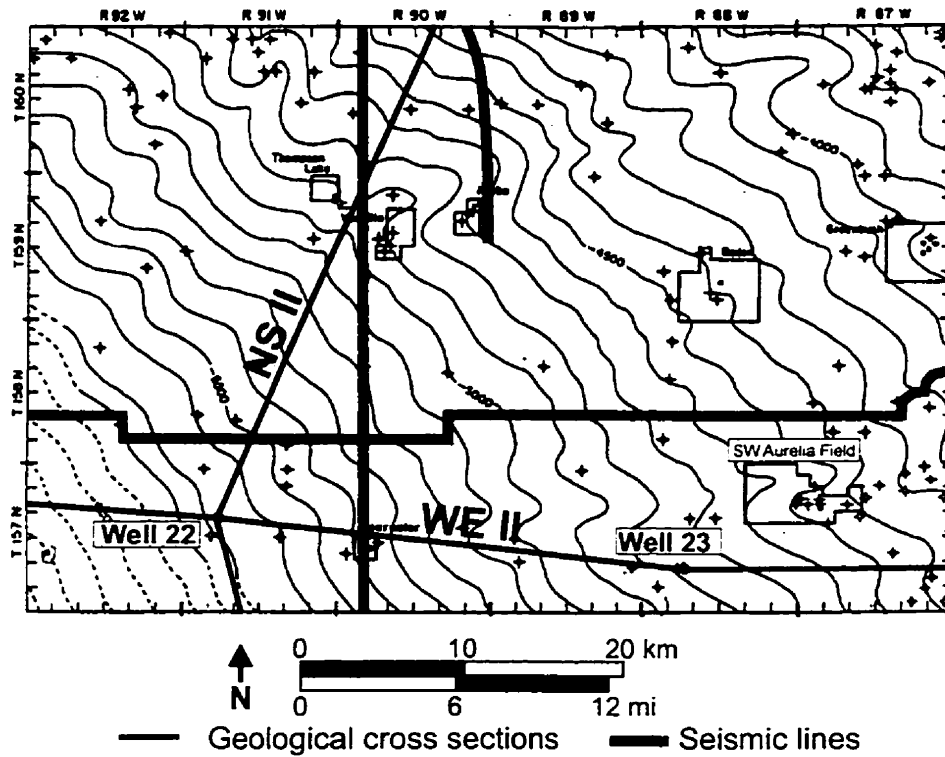 R 92 W R 91 W R 90 W R 89 W R 88 W R 87 W
T 160 N
-4000
Thompson
Lake
T 159 N
-4500
NS II
T 158 N
-5000
SW Aurelia Field
T 157 N
Well 22
WE II
Well 23
0 10 20 km
N
0 6 12 mi
Geological cross sections
Seismic lines